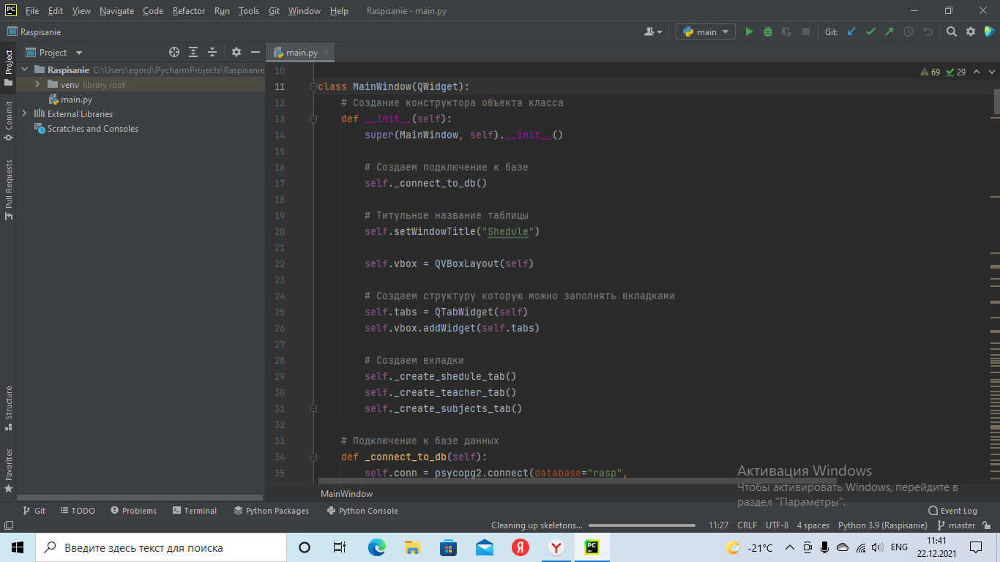 PC File Edit View Navigate Code Refactor Run Tools Git Window Help Raspisanie - main.py
Raspisanie main Git:
Project main.py
Raspisanie C:\Users\egord\PycharmProjects\Raspisanie
venv library root
main.py
External Libraries
Scratches and Consoles
Project
Commit
Pull Requests
Structure
Favorites
69 29
10
11 class MainWindow(QWidget):
12 # Создание конструктора объекта класса
13 def __init__(self):
14 super(MainWindow, self).__init__()
15
16 # Создаем подключение к базе
17 self._connect_to_db()
18
19 # Титульное название таблицы
20 self.setWindowTitle("Shedule")
21
22 self.vbox = QVBoxLayout(self)
23
24 # Создаем структуру которую можно заполнять вкладками
25 self.tabs = QTabWidget(self)
26 self.vbox.addWidget(self.tabs)
27
28 # Создаем вкладки
29 self._create_shedule_tab()
30 self._create_teacher_tab()
31 self._create_subjects_tab()
32
33 # Подключение к базе данных
34 def _connect_to_db(self):
35 self.conn = psycopg2.connect(database="rasp",
Активация Windows
Чтобы активировать Windows, перейдите в
раздел "Параметры".
MainWindow
Git TODO Problems Terminal Python Packages Python Console Event Log
Cleaning up skeletons... 11:27 CRLF UTF-8 4 spaces Python 3.9 (Raspisanie) master
Введите здесь текст для поиска Я Y PC -21°C ENG 11:41
22.12.2021